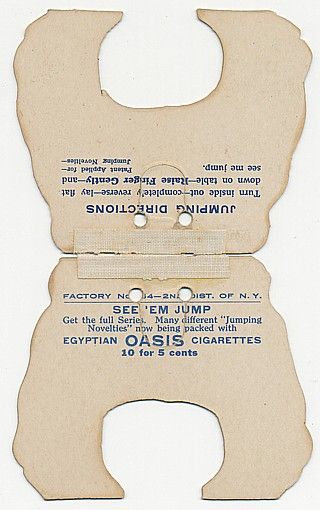 JUMPING DIRECTIONS
Turn inside out—completely reverse—lay flat
down on table—Raise Finger Gently—and
see me jump.
Patent Applied for—
Jumping Novelties—
FACTORY No. 4—2ND DIST. OF N. Y.
SEE 'EM JUMP
Get the full Series. Many different "Jumping
Novelties" now being packed with
EGYPTIAN OASIS CIGARETTES
10 for 5 cents